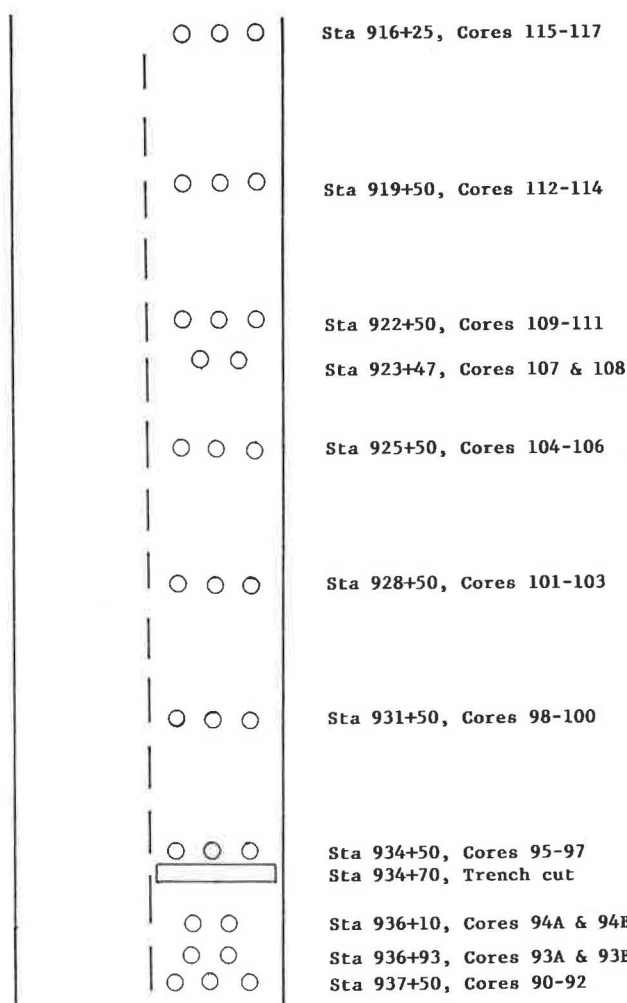 Sta 916+25, Cores 115-117
Sta 919+50, Cores 112-114
Sta 922+50, Cores 109-111
Sta 923+47, Cores 107 & 108
Sta 925+50, Cores 104-106
Sta 928+50, Cores 101-103
Sta 931+50, Cores 98-100
Sta 934+50, Cores 95-97
Sta 934+70, Trench cut
Sta 936+10, Cores 94A & 94B
Sta 936+93, Cores 93A & 93B
Sta 937+50, Cores 90-92